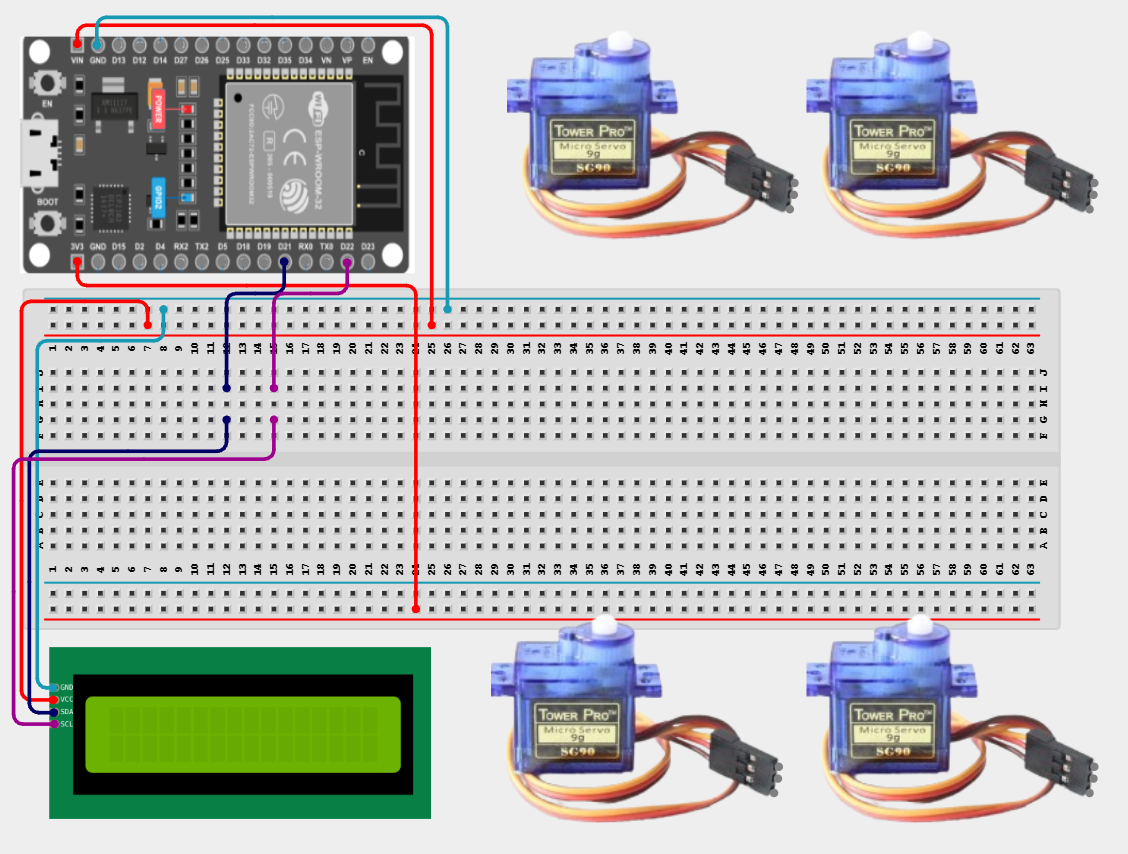 VIN GND D13 D12 D14 D27 D26 D25 D33 D32 D35 D34 VN VP EN
EN
POWER
WiFi
ESP-WROOM-32
CE
R
BOOT
GPIO2
3V3 GND D15 D2 D4 RX2 TX2 D5 D18 D19 D21 RX0 TX0 D22 D23
TOWER PRO™
Micro Servo
9g
SG90
TOWER PRO™
Micro Servo
9g
SG90
1 2 3 4 5 6 7 8 9 10 11 12 13 14 15 16 17 18 19 20 21 22 23 24 25 26 27 28 29 30 31 32 33 34 35 36 37 38 39 40 41 42 43 44 45 46 47 48 49 50 51 52 53 54 55 56 57 58 59 60 61 62 63
J J
I I
H H
G G
F F
E E
D D
C C
B B
A A
1 2 3 4 5 6 7 8 9 10 11 12 13 14 15 16 17 18 19 20 21 22 23 24 25 26 27 28 29 30 31 32 33 34 35 36 37 38 39 40 41 42 43 44 45 46 47 48 49 50 51 52 53 54 55 56 57 58 59 60 61 62 63
GND
VCC
SDA
SCL
TOWER PRO™
Micro Servo
9g
SG90
TOWER PRO™
Micro Servo
9g
SG90